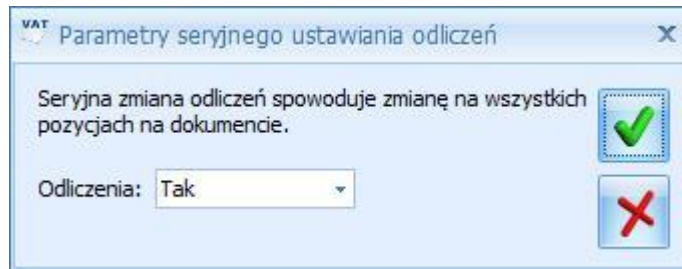 VAT
Parametry seryjnego ustawiania odliczeń
Seryjna zmiana odliczeń spowoduje zmianę na wszystkich
pozycjach na dokumencie.
Odliczenia: Tak